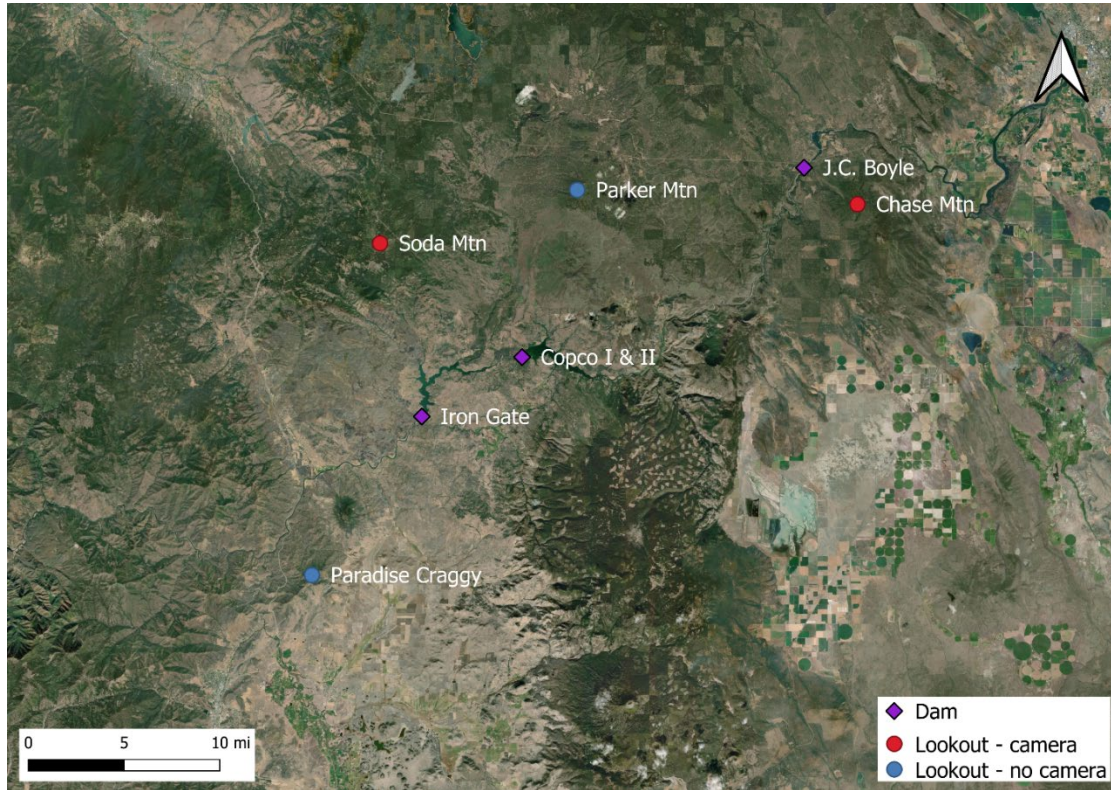 J.C. Boyle
Parker Mtn
Chase Mtn
Soda Mtn
Copco I & II
Iron Gate
Paradise Craggy
0 5 10 mi
Dam
Lookout - camera
Lookout - no camera